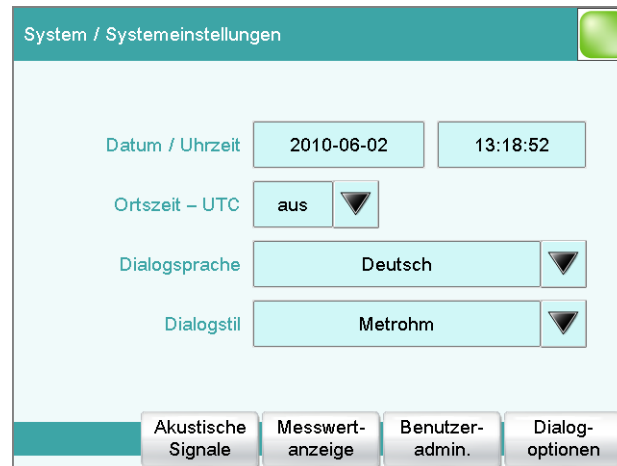 System / Systemeinstellungen
Datum / Uhrzeit 2010-06-02 13:18:52
Ortszeit – UTC aus
Dialogsprache Deutsch
Dialogstil Metrohm
Akustische Messwert- Benutzer- Dialog-
Signale anzeige admin. optionen